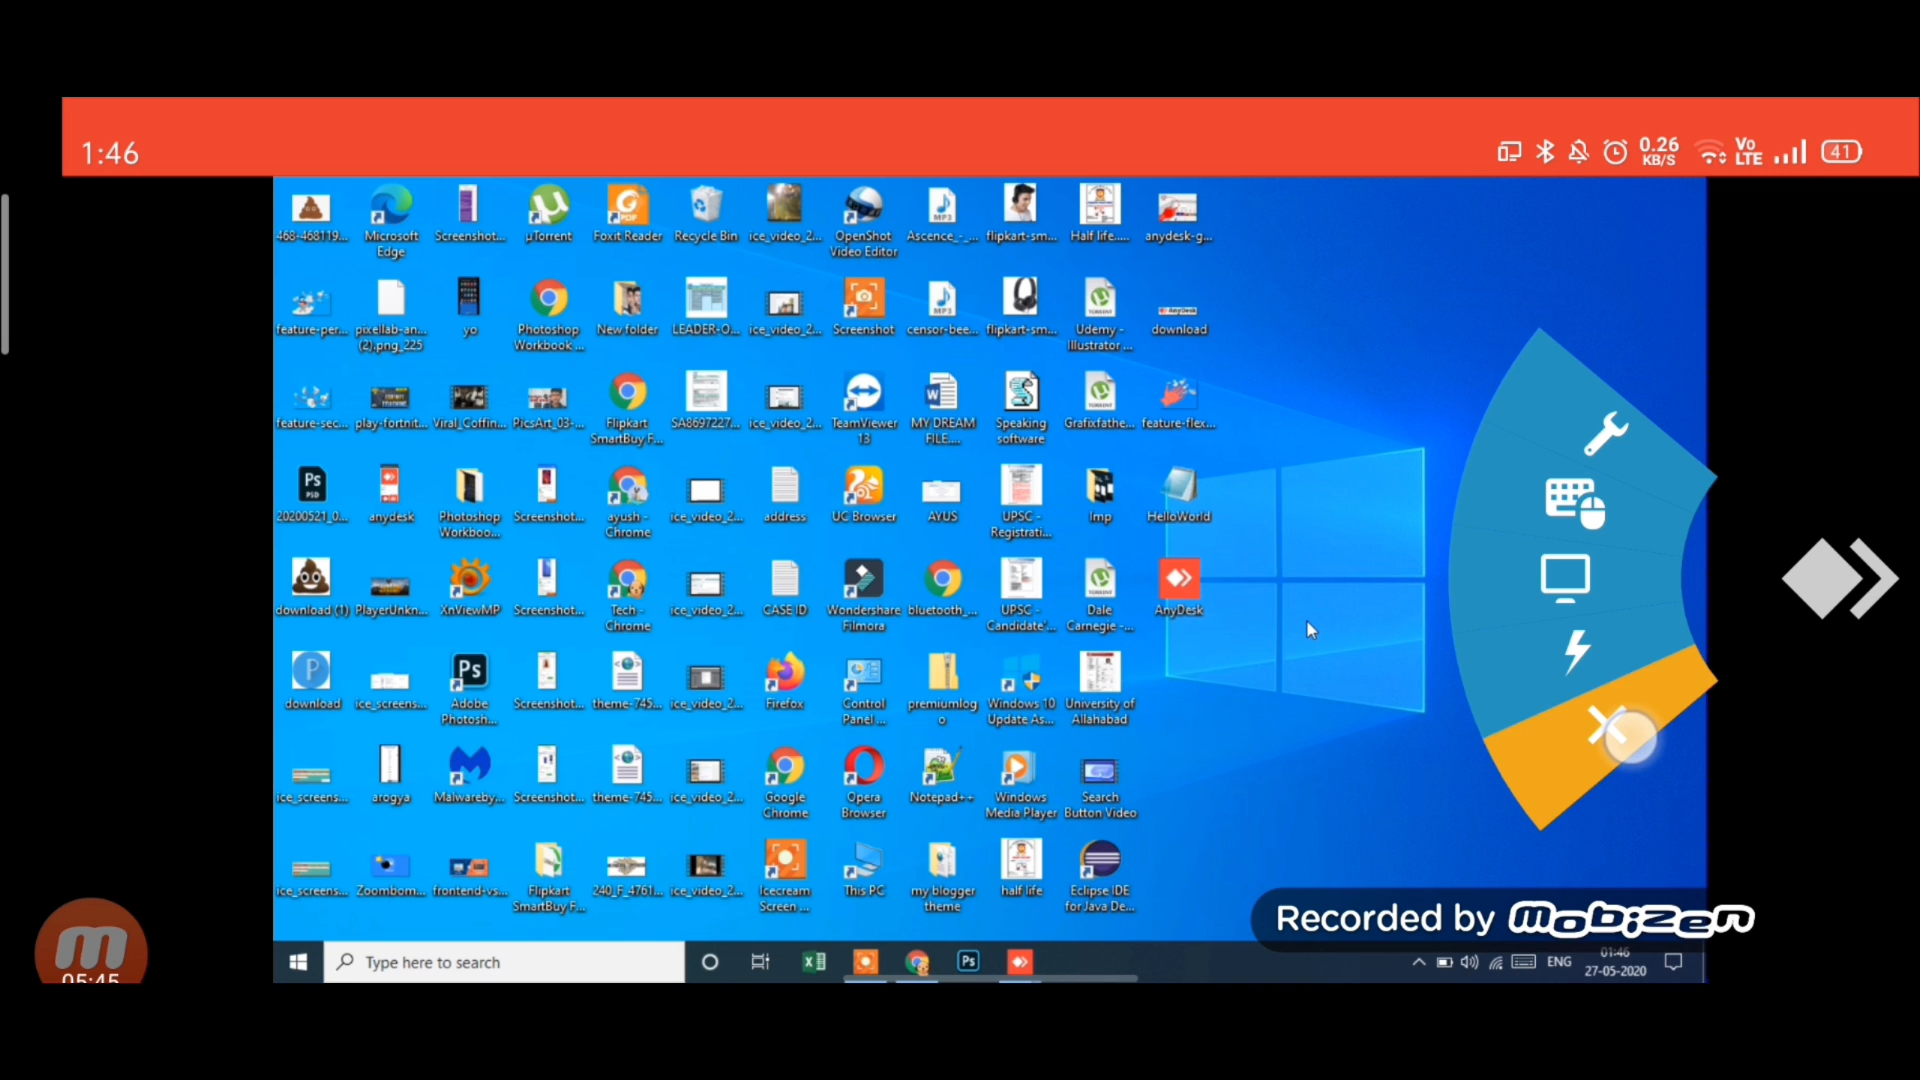 1:46
0.26
KB/S
Vo
LTE
41
468-468119...
Microsoft
Edge
Screenshot...
µTorrent
Foxit Reader
Recycle Bin
ice_video_2...
OpenShot
Video Editor
Ascence_-_...
flipkart-sm...
Half life.....
anydesk-g...
feature-per...
pixellab-an...
(2).png_225
yo
Photoshop
Workbook ...
New folder
LEADER-O...
ice_video_2...
Screenshot
censor-bee...
flipkart-sm...
Udemy -
Illustrator ...
download
feature-sec...
play-fortnit...
Viral_Coffin...
PicsArt_03-...
Flipkart
SmartBuy F...
SA8697227...
ice_video_2...
TeamViewer
13
MY DREAM
FILE....
Speaking
software
Grafixfathe...
feature-flex...
20200521_0...
anydesk
Photoshop
Workboo...
Screenshot...
ayush -
Chrome
ice_video_2...
address
UC Browser
AYUS
UPSC -
Registrati...
Imp
HelloWorld
download (1)
PlayerUnkn...
XnViewMP
Screenshot...
Tech -
Chrome
ice_video_2...
CASE ID
Wondershare
Filmora
bluetooth_...
UPSC -
Candidate'...
Dale
Carnegie -...
AnyDesk
download
ice_screens...
Adobe
Photosh...
Screenshot...
theme-745...
ice_video_2...
Firefox
Control
Panel ...
premiumlog
o
Windows 10
Update As...
University of
Allahabad
ice_screens...
arogya
Malwareby...
Screenshot...
theme-745...
ice_video_2...
Google
Chrome
Opera
Browser
Notepad++
Windows
Media Player
Search
Button Video
ice_screens...
Zoombom...
frontend-vs...
Flipkart
SmartBuy F...
240_F_4761...
ice_video_2...
Icecream
Screen ...
This PC
my blogger
theme
half life
Eclipse IDE
for Java De...
Recorded by mobizen
05:45
Type here to search
ENG
01:46
27-05-2020